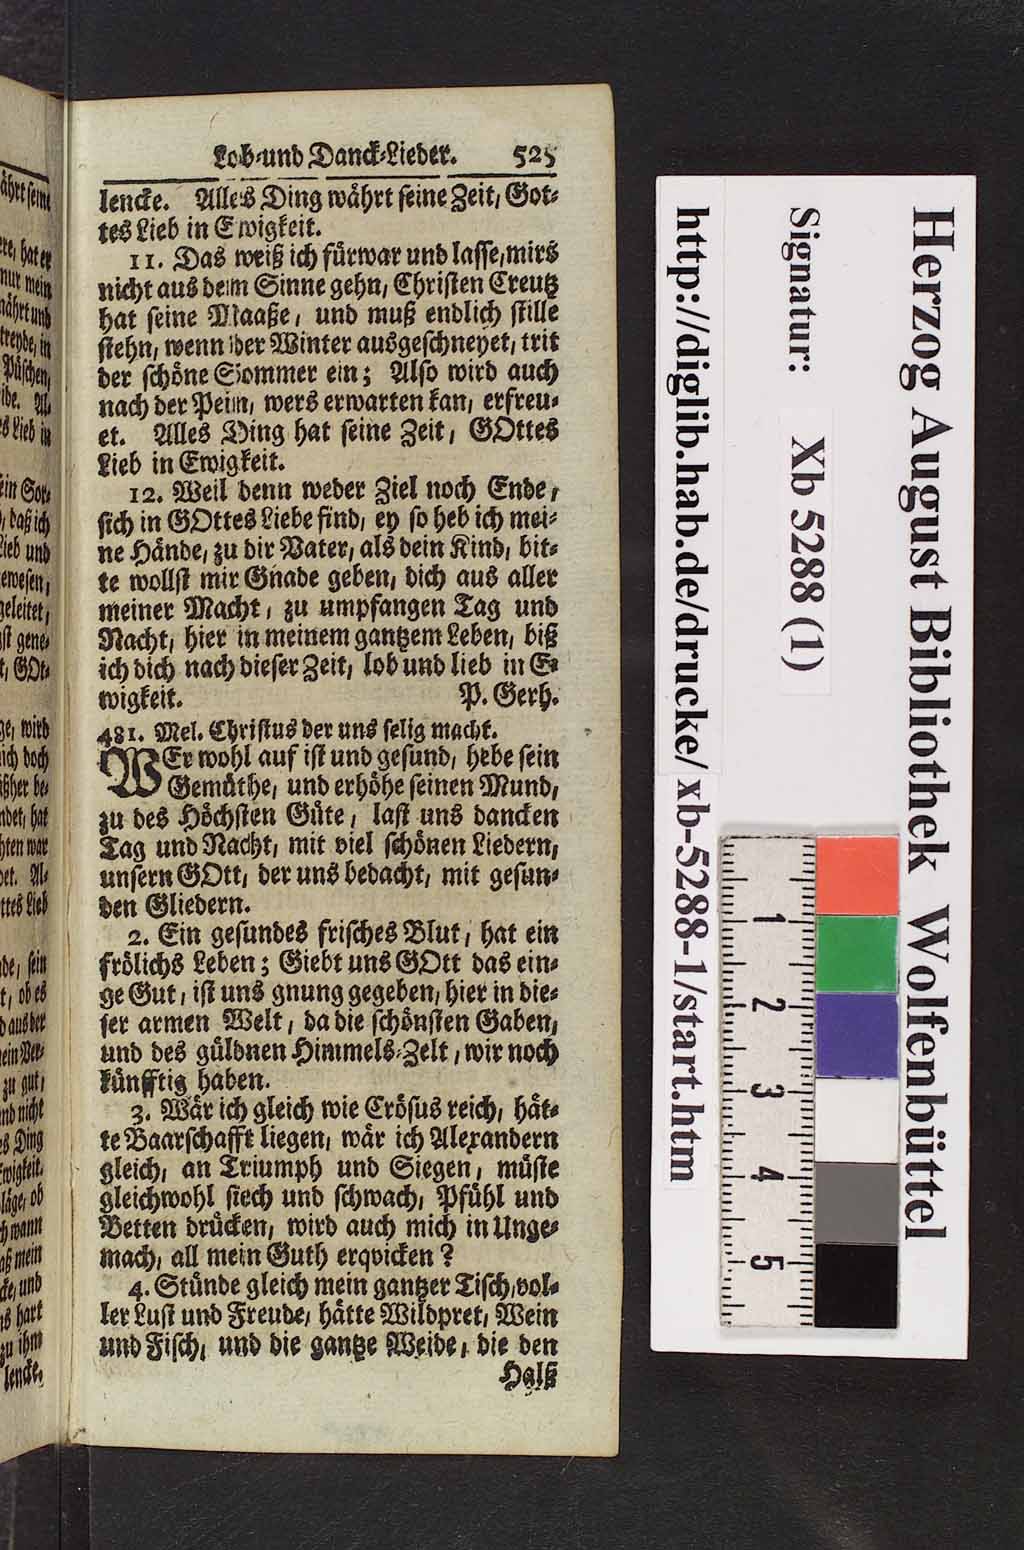 Lob-und Danck-Lieder. 525
lencke. Alles Ding währt seine Zeit, Got-
tes Lieb in Ewigkeit.
11. Das weiß ich fürwar und lasse, mirs
nicht aus dem Sinne gehn, Christen Creutz
hat seine Maaße, und muß endlich stille
stehn, wenn der Winter ausgeschneyet, trit
der schöne Sommer ein; Also wird auch
nach der Pein, wers erwarten kan, erfreu-
et. Alles Ding hat seine Zeit, GOttes
Lieb in Ewigkeit.
12. Weil denn weder Ziel noch Ende,
sich in GOttes Liebe find, ey so heb ich mei-
ne Hände, zu dir Vater, als dein Kind, bit-
te wollst mir Gnade geben, dich aus aller
meiner Macht, zu umpfangen Tag und
Nacht, hier in meinem gantzem Leben, biß
ich dich nach dieser Zeit, lob und lieb in E-
wigkeit. P. Gerh.
481. Mel. Christus der uns selig macht.
WEr wohl auf ist und gesund, hebe sein
Gemüthe, und erhöhe seinen Mund,
zu des Höchsten Güte, last uns dancken
Tag und Nacht, mit viel schönen Liedern,
unsern GOtt, der uns bedacht, mit gesun-
den Gliedern.
2. Ein gesundes frisches Blut, hat ein
frölichs Leben; Giebt uns GOtt das ein-
ge Gut, ist uns gnung gegeben, hier in die-
ser armen Welt, da die schönsten Gaben,
und des güldnen Himmels-Zelt, wir noch
künfftig haben.
3. Wär ich gleich wie Crösus reich, hät-
te Baarschafft liegen, wär ich Alexandern
gleich, an Triumph und Siegen, müste
gleichwohl siech und schwach, Pfühl und
Betten drücken, wird auch mich in Unge-
mach, all mein Guth erqvicken?
4. Stünde gleich mein gantzer Tisch, vol-
ler Lust und Freude, hätte Wildpret, Wein
und Fisch, und die gantze Weide, die den
Halß
Herzog August Bibliothek Wolfenbüttel
Signatur: Xb 5288 (1)
http://diglib.hab.de/drucke/xb-5288-1/start.htm
1
2
3
4
5